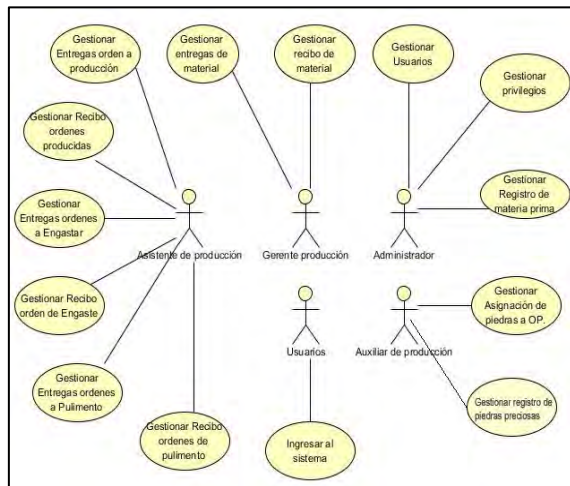 Gestionar
Entregas orden a
producción
Gestionar
entregas de
material
Gestionar
recibo de
material
Gestionar
Usuarios
Gestionar
privilegios
Gestionar Recibo
ordenes
producidas
Gestionar
Entregas ordenes
a Engastar
Gestionar
Registro de
materia prima
Asistente de producción
Gerente producción
Administrador
Gestionar Recibo
orden de Engaste
Gestionar
Asignación de
piedras a OP.
Usuarios
Auxiliar de producción
Gestionar
Entregas ordenes
a Pulimento
Gestionar Recibo
ordenes de
pulimento
Ingresar al
sistema
Gestionar registro de
piedras preciosas